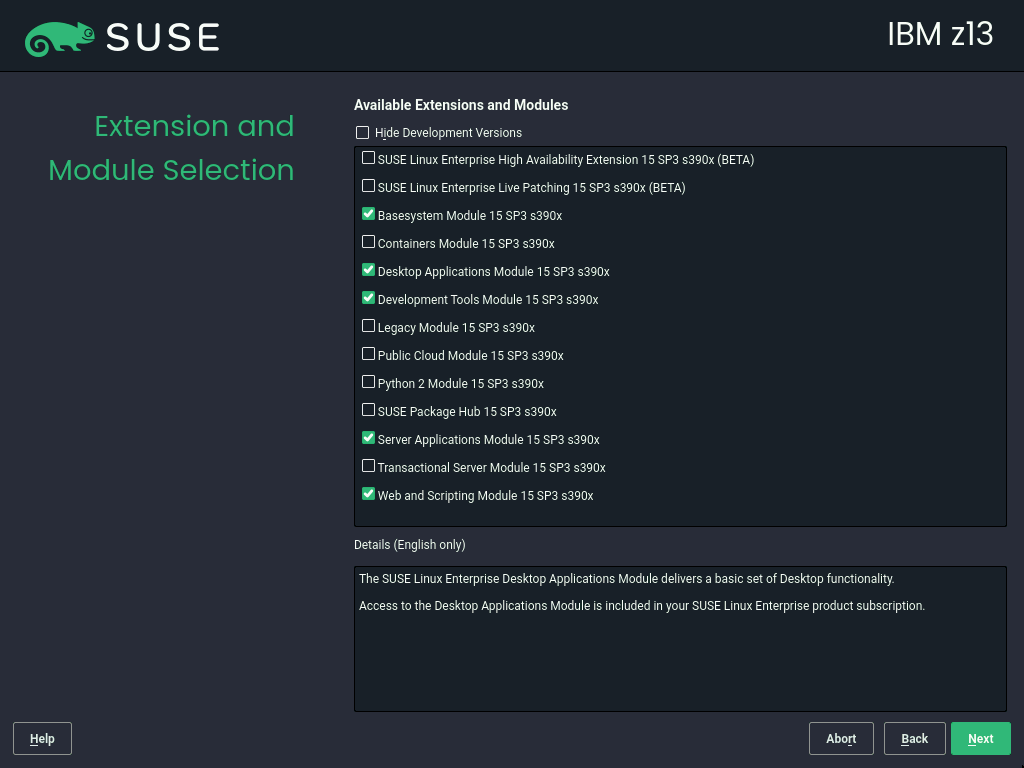 SUSE
IBM z13
Extension and
Module Selection
Available Extensions and Modules
Hide Development Versions
SUSE Linux Enterprise High Availability Extension 15 SP3 s390x (BETA)
SUSE Linux Enterprise Live Patching 15 SP3 s390x (BETA)
Basesystem Module 15 SP3 s390x
Containers Module 15 SP3 s390x
Desktop Applications Module 15 SP3 s390x
Development Tools Module 15 SP3 s390x
Legacy Module 15 SP3 s390x
Public Cloud Module 15 SP3 s390x
Python 2 Module 15 SP3 s390x
SUSE Package Hub 15 SP3 s390x
Server Applications Module 15 SP3 s390x
Transactional Server Module 15 SP3 s390x
Web and Scripting Module 15 SP3 s390x
Details (English only)
The SUSE Linux Enterprise Desktop Applications Module delivers a basic set of Desktop functionality.
Access to the Desktop Applications Module is included in your SUSE Linux Enterprise product subscription.
Help
Abort
Back
Next